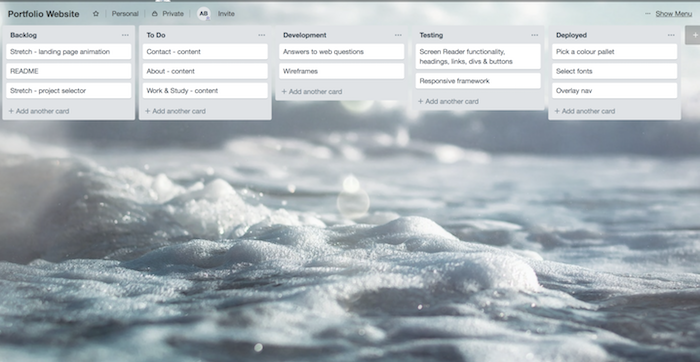 Portfolio Website Personal Private AB Invite ... Show Menu
Backlog ...
Stretch - landing page animation
README
Stretch - project selector
+ Add another card
To Do ...
Contact - content
About - content
Work & Study - content
+ Add another card
Development ...
Answers to web questions
Wireframes
+ Add another card
Testing ...
Screen Reader functionality,
headings, links, divs & buttons
Responsive framework
+ Add another card
Deployed ...
Pick a colour pallet
Select fonts
Overlay nav
+ Add another card
+